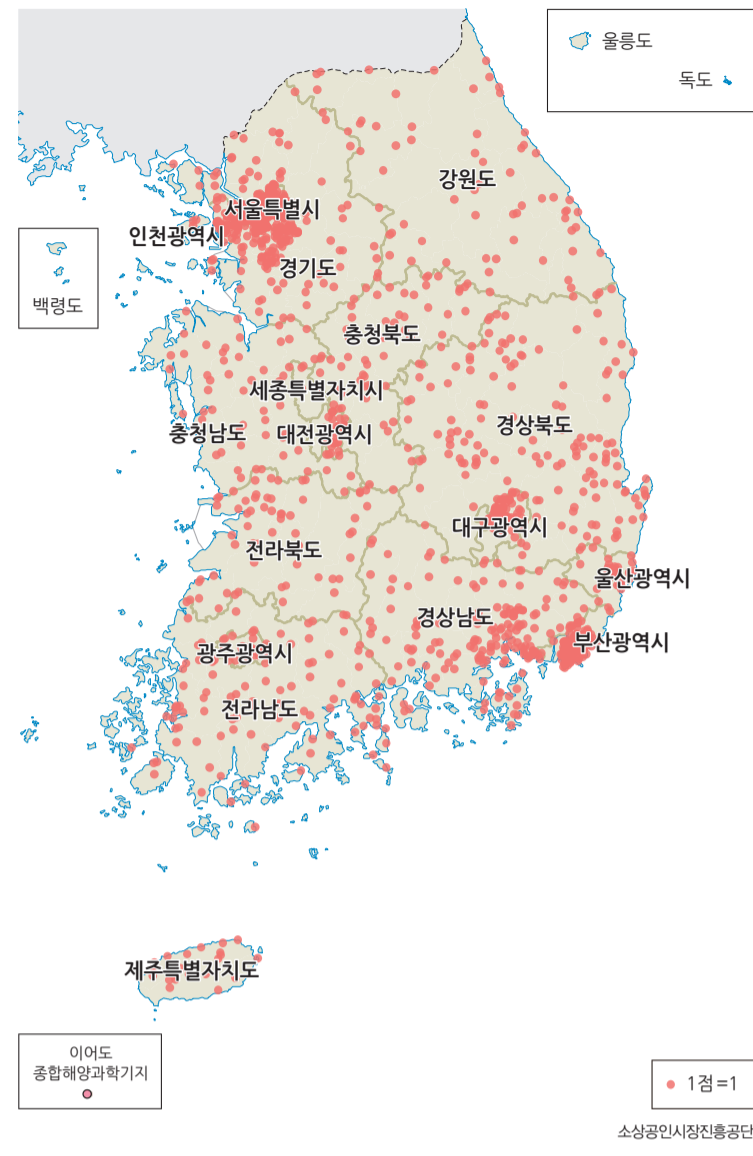 울릉도
독도
강원도
서울특별시
인천광역시
경기도
백령도
충청북도
세종특별자치시
충청남도
대전광역시
경상북도
대구광역시
전라북도
울산광역시
경상남도
부산광역시
광주광역시
전라남도
제주특별자치도
이어도
종합해양과학기지
1점=1
소상공인시장진흥공단